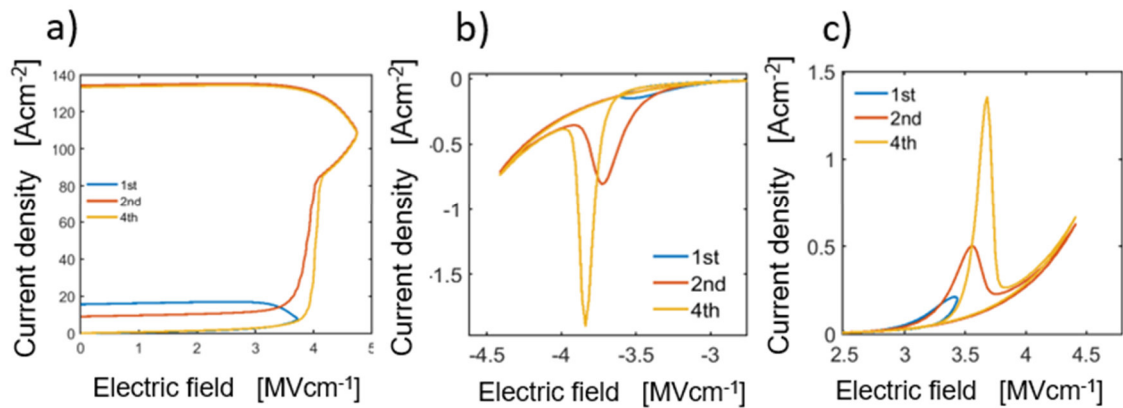 a)
b)
c)
Current density [Acm-2]
140
120
100
80
60
40
20
0
1st
2nd
4th
0
1
2
3
4
5
Electric field [MVcm-1]
Current density [Acm-2]
0
-0.5
-1
-1.5
1st
2nd
4th
-4.5
-4
-3.5
-3
Electric field [MVcm-1]
Current density [Acm-2]
1.5
1
0.5
0
1st
2nd
4th
2.5
3
3.5
4
4.5
Electric field [MVcm-1]